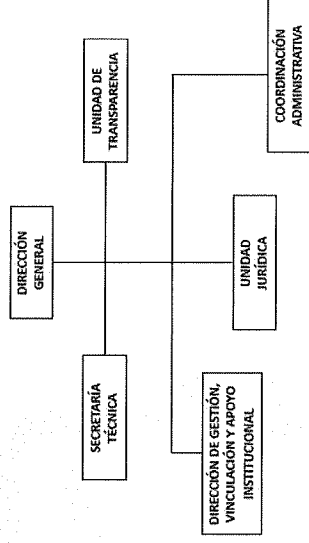 DIRECCIÓN
GENERAL
SECRETARÍA
TÉCNICA
UNIDAD DE
TRANSPARENCIA
DIRECCIÓN DE GESTIÓN,
VINCULACIÓN Y APOYO
INSTITUCIONAL
UNIDAD
JURÍDICA
COORDINACIÓN
ADMINISTRATIVA